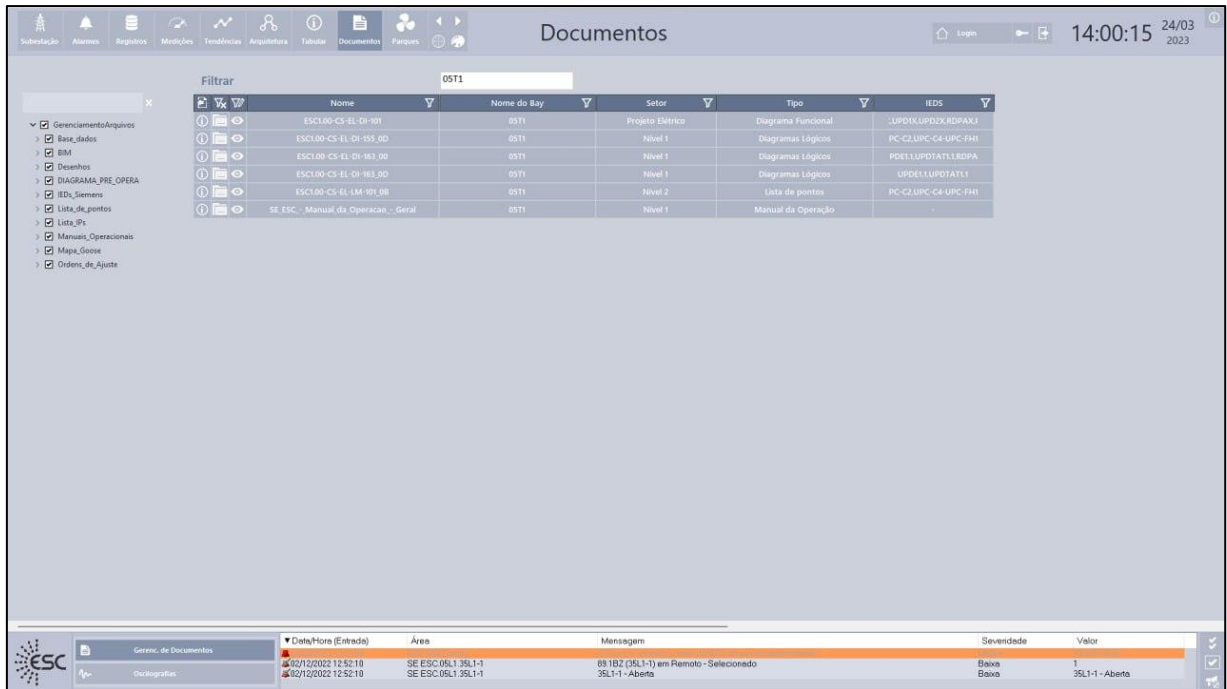 Subestação Alarmes Registros Medições Tendências Arquitetura Tabular Documentos Parques
Documentos
Login
14:00:15 24/03
2023
Filtrar 05T1
Nome Nome do Bay Setor Tipo IEDS
ESC1.00-CS-EL-DI-101 05T1 Projeto Elétrico Diagrama Funcional
ESC1.00-CS-EL-DI-155_0D 05T1 Nível 1 Diagramas Lógicos PC-C2,UPC-C4-UPC-FH1
ESC1.00-CS-EL-DI-163_00 05T1 Nível 1 Diagramas Lógicos
ESC1.00-CS-EL-DI-163_0D 05T1 Nível 1 Diagramas Lógicos
ESC1.00-CS-EL-LM-101_0B 05T1 Nível 2 Lista de pontos PC-C2,UPC-C4-UPC-FH1
SE_ESC_-_Manual_da_Operacao_-_Geral 05T1 Nível 1 Manual da Operação -
GerenciamentoArquivos
Base_dados
BIM
Desenhos
DIAGRAMA_PRE_OPERA
IEDs_Siemens
Lista_de_pontos
Lista_IPs
Manuais_Operacionais
Mapa_Goose
Ordens_de_Ajuste
ESC
Gerenc. de Documentos
Oscilografias
Data/Hora (Entrada) Área Mensagem Severidade Valor
02/12/2022 12:52:10 SE ESC.05L1.35L1-1 89.1BZ (35L1-1) em Remoto - Selecionado Baixa 1
02/12/2022 12:52:10 SE ESC.05L1.35L1-1 35L1-1 - Aberta Baixa 35L1-1 - Aberta